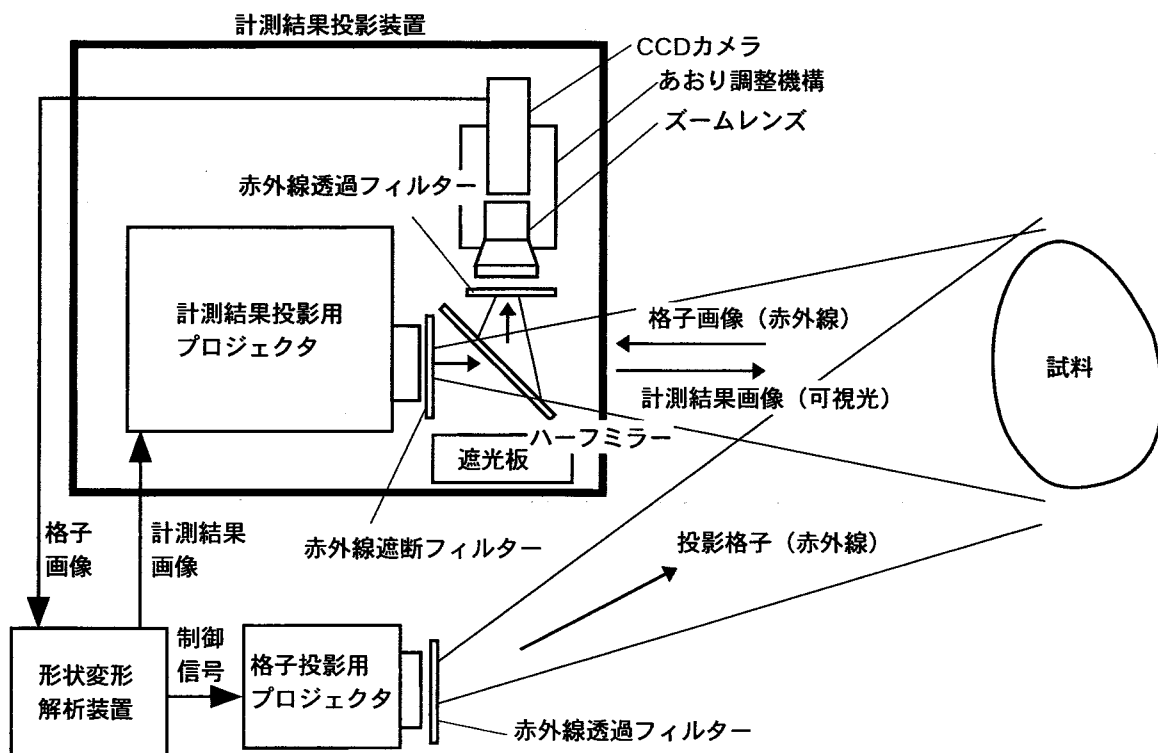 計測結果投影装置
CCDカメラ
あおり調整機構
ズームレンズ
赤外線透過フィルター
計測結果投影用
プロジェクタ
格子画像（赤外線）
計測結果画像（可視光）
試料
ハーフミラー
遮光板
格子
画像
計測結果
画像
赤外線遮断フィルター
投影格子（赤外線）
制御
信号
形状変形
解析装置
格子投影用
プロジェクタ
赤外線透過フィルター